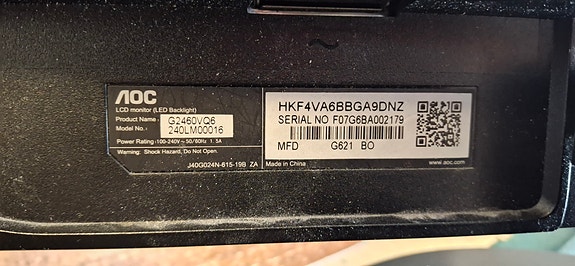 AOC
LCD monitor (LED Backlight)
Product Name: G2460VQ6
Model No.: 240LM00016
Power Rating: 100-240V ~ 50/60Hz 1.5A
Warning: Shock Hazard, Do Not Open.
J40G024N-615-19B ZA
HKF4VA6BBGA9DNZ
SERIAL NO F07G6BA002179
MFD G621 BO
Made in China
www.aoc.com